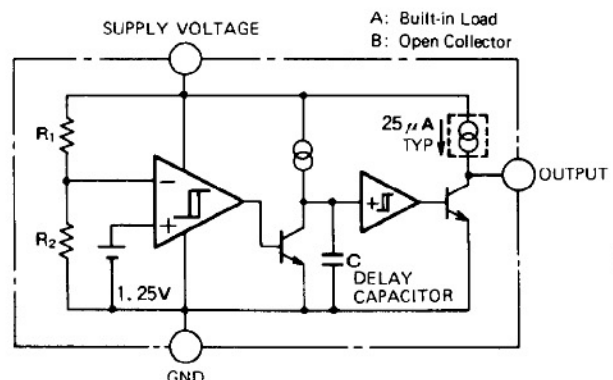 A: Built-in Load
SUPPLY VOLTAGE
B: Open Collector
R1
25μA
TYP
OUTPUT
−
+
R2
+
1.25V
C
DELAY
CAPACITOR
GND